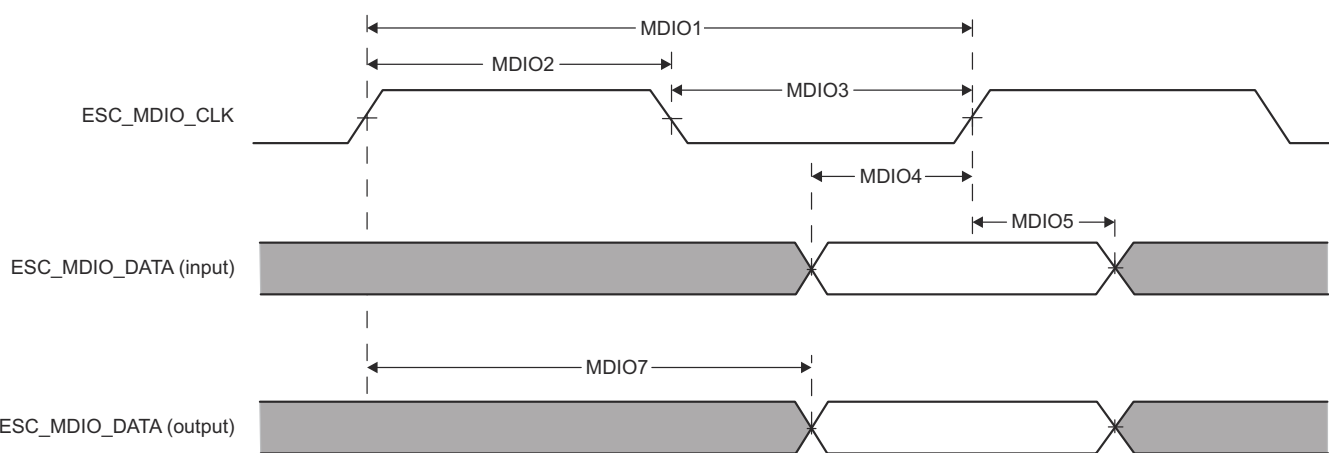 MDIO1
MDIO2
MDIO3
ESC_MDIO_CLK
MDIO4
MDIO5
ESC_MDIO_DATA (input)
MDIO7
ESC_MDIO_DATA (output)